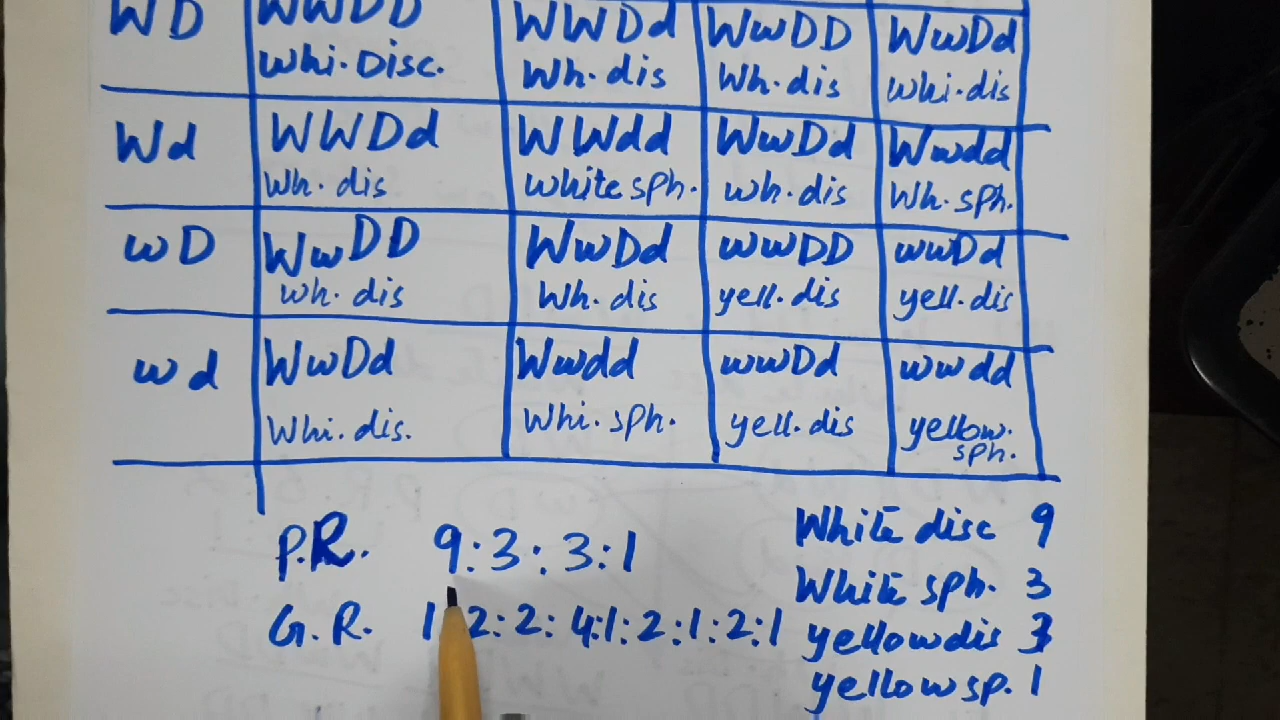 WD WWDD WWDd WwDD WwDd
Whi.Disc. Wh.dis Wh.dis Whi.dis
Wd WWDd WWdd WwDd Wwdd
Wh.dis white sph. wh.dis Wh.sph.
wD WwDD WwDd wwDD wwDd
Wh.dis Wh.dis yell.dis yell.dis
wd WwDd Wwdd wwDd wwdd
Whi.dis. Whi.sph. yell.dis yellow.
sph.
P.R. 9:3:3:1
G.R. 1 2:2:4:1:2:1:2:1
White disc 9
White sph. 3
yellow dis 3
yellow sp. 1